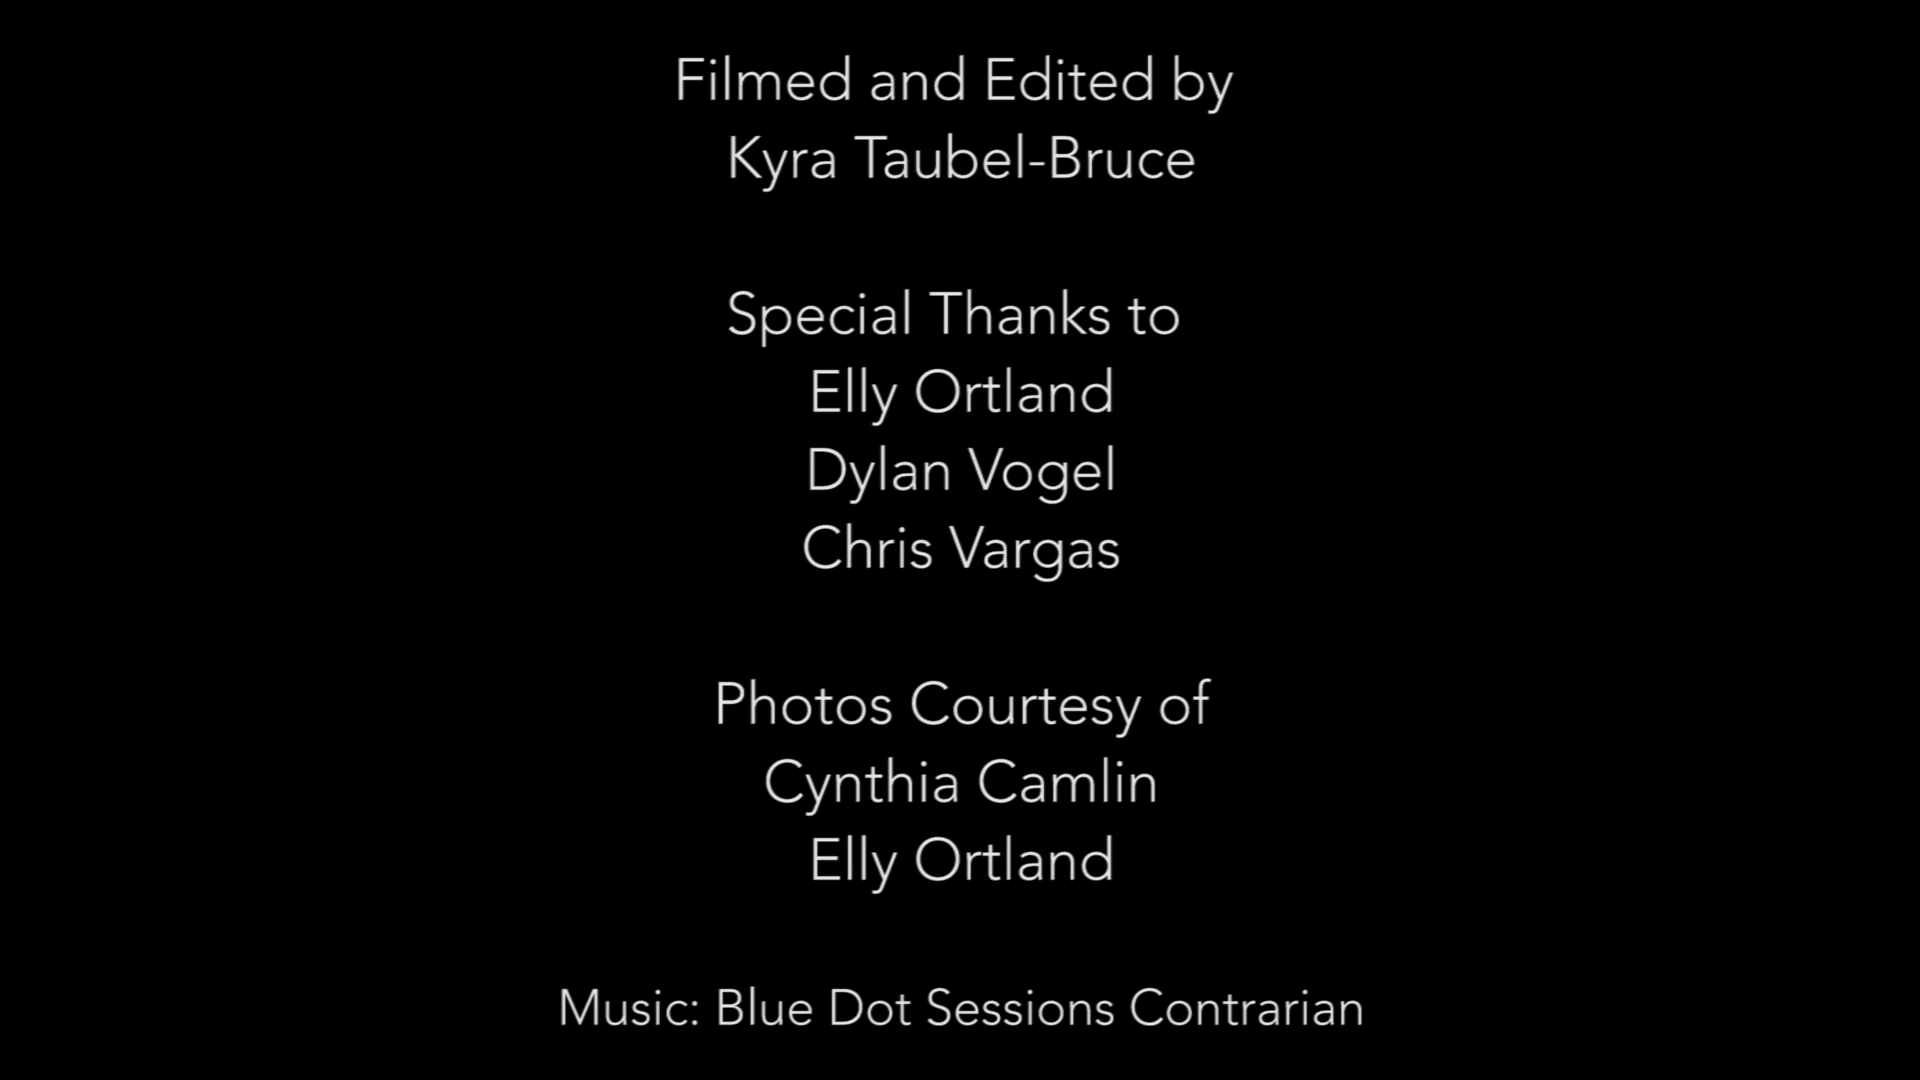 Filmed and Edited by
Kyra Taubel-Bruce
Special Thanks to
Elly Ortland
Dylan Vogel
Chris Vargas
Photos Courtesy of
Cynthia Camlin
Elly Ortland
Music: Blue Dot Sessions Contrarian